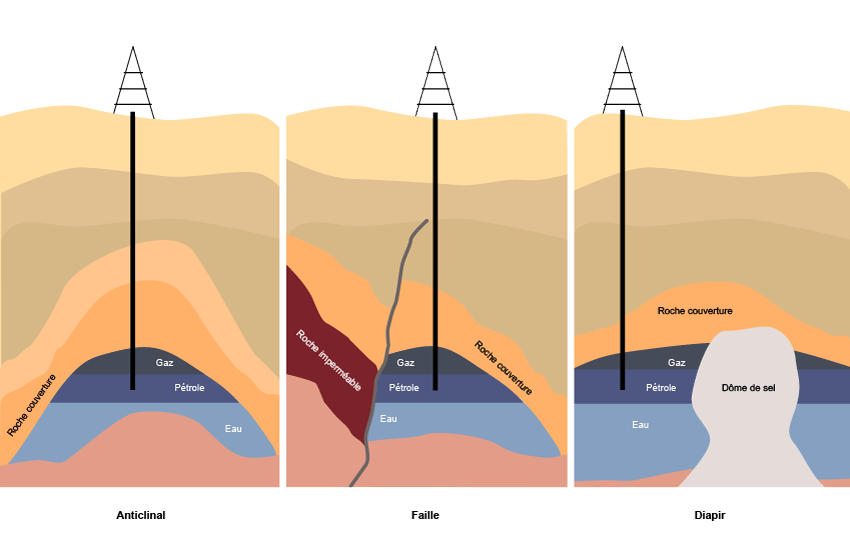 Gaz
Pétrole
Eau
Roche couverture
Anticlinal
Roche imperméable
Gaz
Pétrole
Eau
Roche couverture
Faille
Roche couverture
Gaz
Pétrole
Dôme de sel
Eau
Diapir